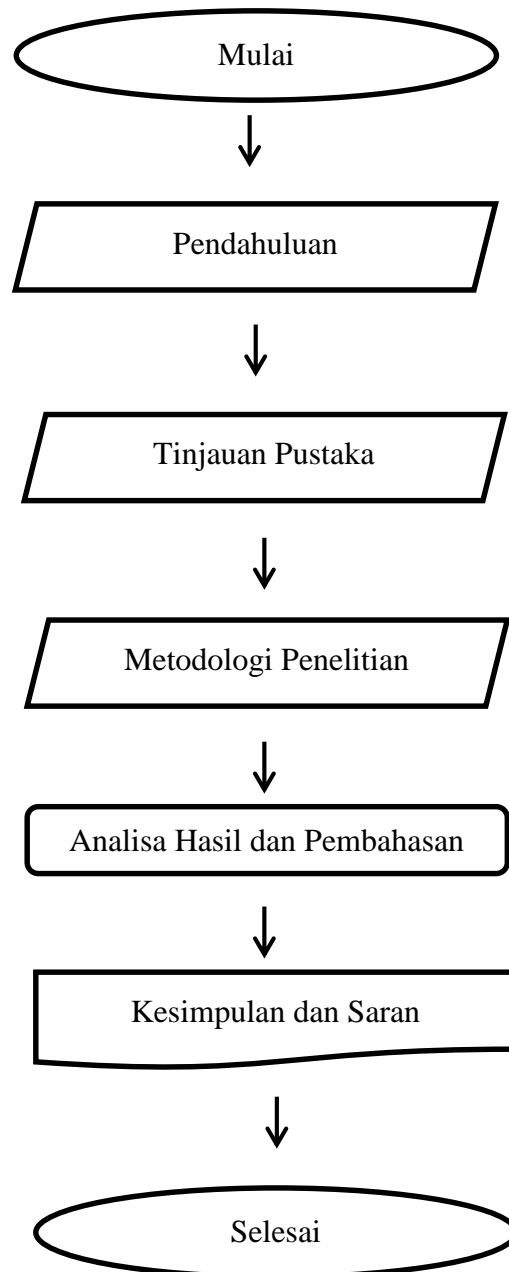 Mulai
Pendahuluan
Tinjauan Pustaka
Metodologi Penelitian
Analisa Hasil dan Pembahasan
Kesimpulan dan Saran
Selesai